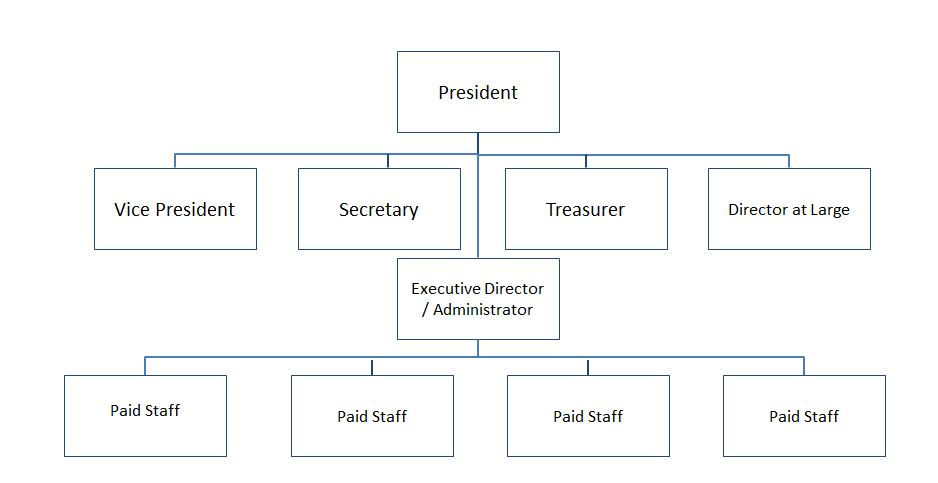 President
Vice President
Secretary
Treasurer
Director at Large
Executive Director
/ Administrator
Paid Staff
Paid Staff
Paid Staff
Paid Staff